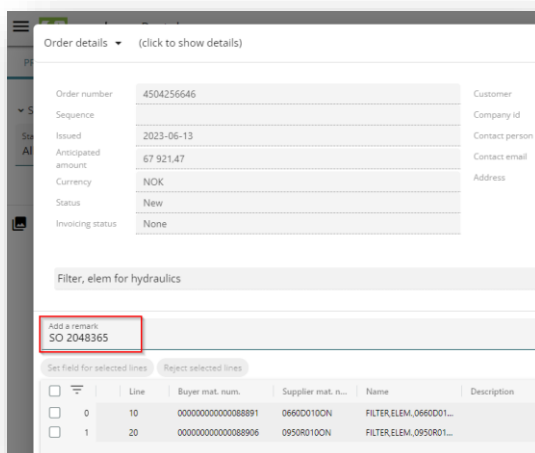 Order details (click to show details)
Order number 4504256646 Customer
Sequence Company id
Issued 2023-06-13 Contact person
Anticipated amount 67 921,47 Contact email
Currency NOK Address
Status New
Invoicing status None
Filter, elem for hydraulics
Add a remark
SO 2048365
Set field for selected lines Reject selected lines
Line Buyer mat. num. Supplier mat. n... Name Description
0 10 000000000000088891 0660D010ON FILTER,ELEM.,0660D01...
1 20 000000000000088906 0950R010ON FILTER,ELEM.,0950R01...